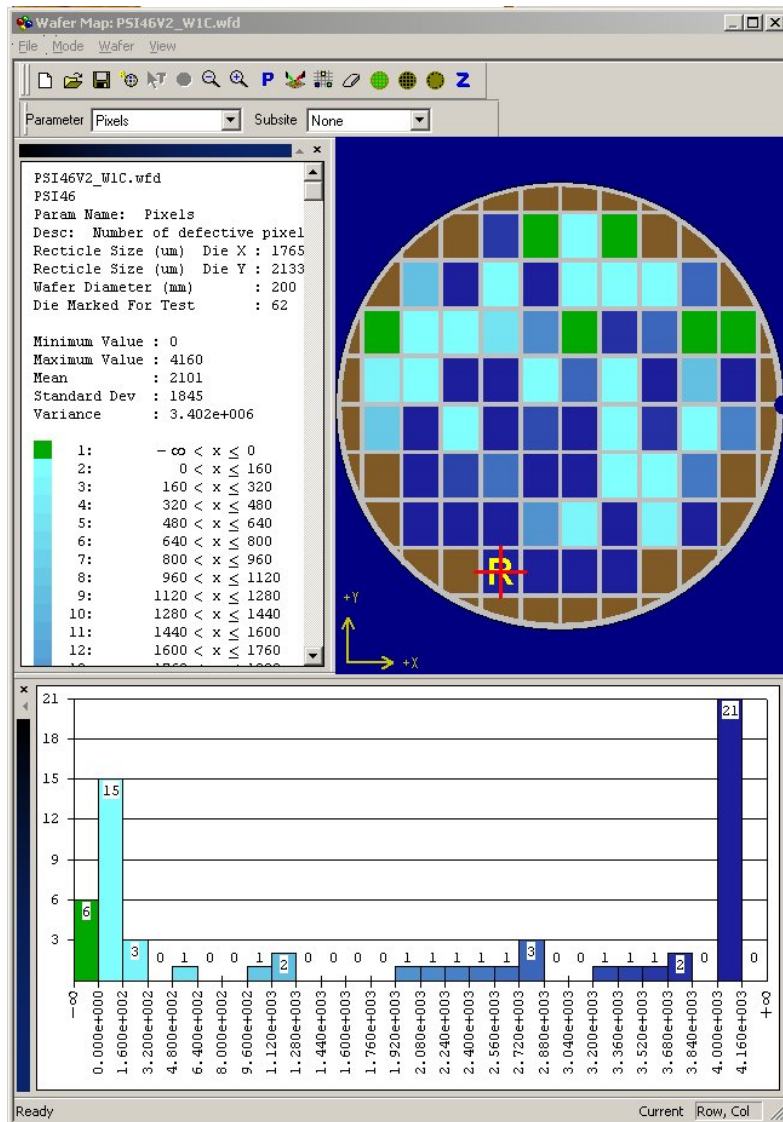 Wafer Map: PSI46V2_W1C.wfd
File Mode Wafer View
P Z
Parameter Pixels Subsite None
PSI46V2_W1C.wfd
PSI46
Param Name: Pixels
Desc: Number of defective pixel
Recticle Size (um) Die X : 1765
Recticle Size (um) Die Y : 2133
Wafer Diameter (mm) : 200
Die Marked For Test : 62
Minimum Value : 0
Maximum Value : 4160
Mean : 2101
Standard Dev : 1845
Variance : 3.402e+006
1: -∞ < x ≤ 0
2: 0 < x ≤ 160
3: 160 < x ≤ 320
4: 320 < x ≤ 480
5: 480 < x ≤ 640
6: 640 < x ≤ 800
7: 800 < x ≤ 960
8: 960 < x ≤ 1120
9: 1120 < x ≤ 1280
10: 1280 < x ≤ 1440
11: 1440 < x ≤ 1600
12: 1600 < x ≤ 1760
R
+Y
+X
21
18
15
12
9
6
3
6 15 3 0 1 0 0 1 2 0 0 0 0 1 1 1 1 1 3 0 0 1 1 1 2 0 21 0
-∞ 0.000e+000 1.600e+002 3.200e+002 4.800e+002 6.400e+002 8.000e+002 9.600e+002 1.120e+003 1.280e+003 1.440e+003 1.600e+003 1.760e+003 1.920e+003 2.080e+003 2.240e+003 2.400e+003 2.560e+003 2.720e+003 2.880e+003 3.040e+003 3.200e+003 3.360e+003 3.520e+003 3.680e+003 3.840e+003 4.000e+003 4.160e+003 +∞
Ready Current Row, Col